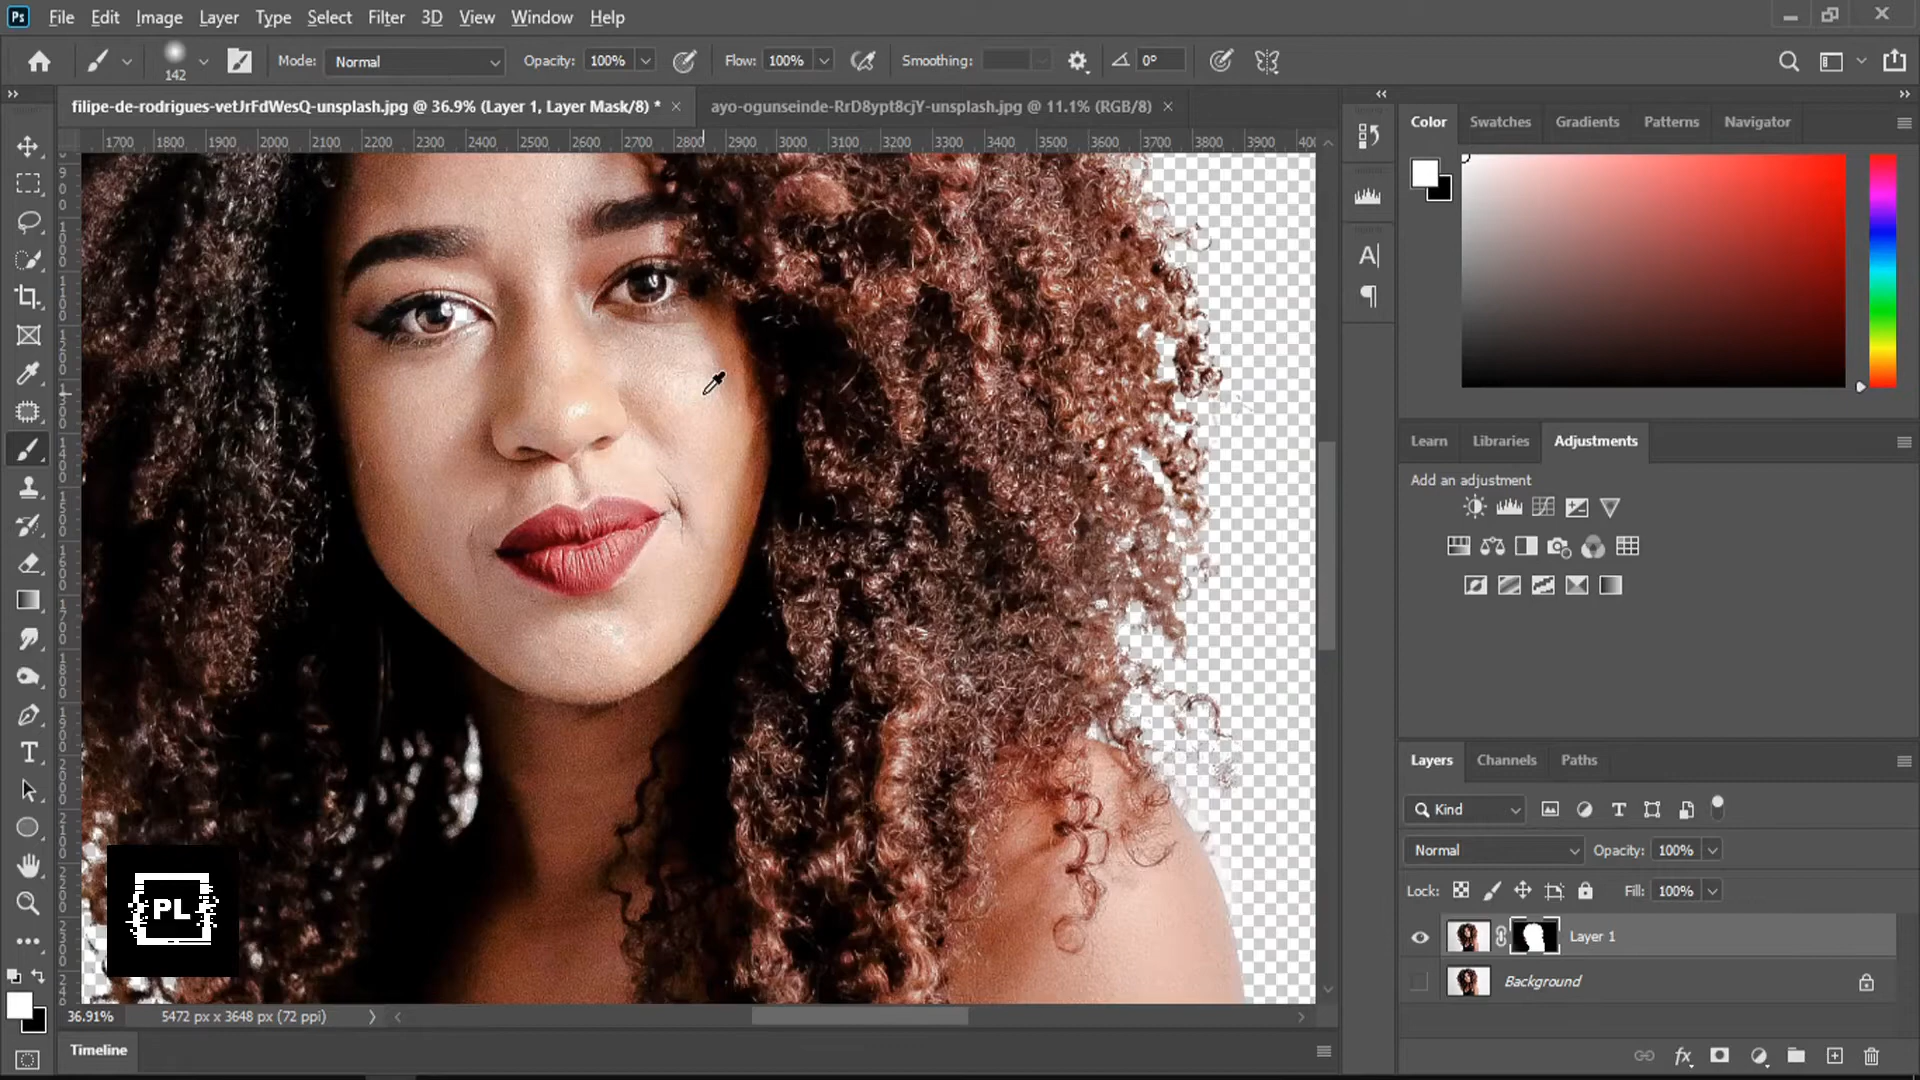 Ps File Edit Image Layer Type Select Filter 3D View Window Help
142 Mode: Normal Opacity: 100% Flow: 100% Smoothing: 0°
filipe-de-rodrigues-vetJrFdWesQ-unsplash.jpg @ 36.9% (Layer 1, Layer Mask/8) * ayo-ogunseinde-RrD8ypt8cjY-unsplash.jpg @ 11.1% (RGB/8)
1700 1800 1900 2000 2100 2200 2300 2400 2500 2600 2700 2800 2900 3000 3100 3200 3300 3400 3500 3600 3700 3800 3900
Color Swatches Gradients Patterns Navigator
Learn Libraries Adjustments
Add an adjustment
Layers Channels Paths
Kind
Normal Opacity: 100%
Lock: Fill: 100%
Layer 1
Background
PL
36.91% 5472 px x 3648 px (72 ppi)
Timeline